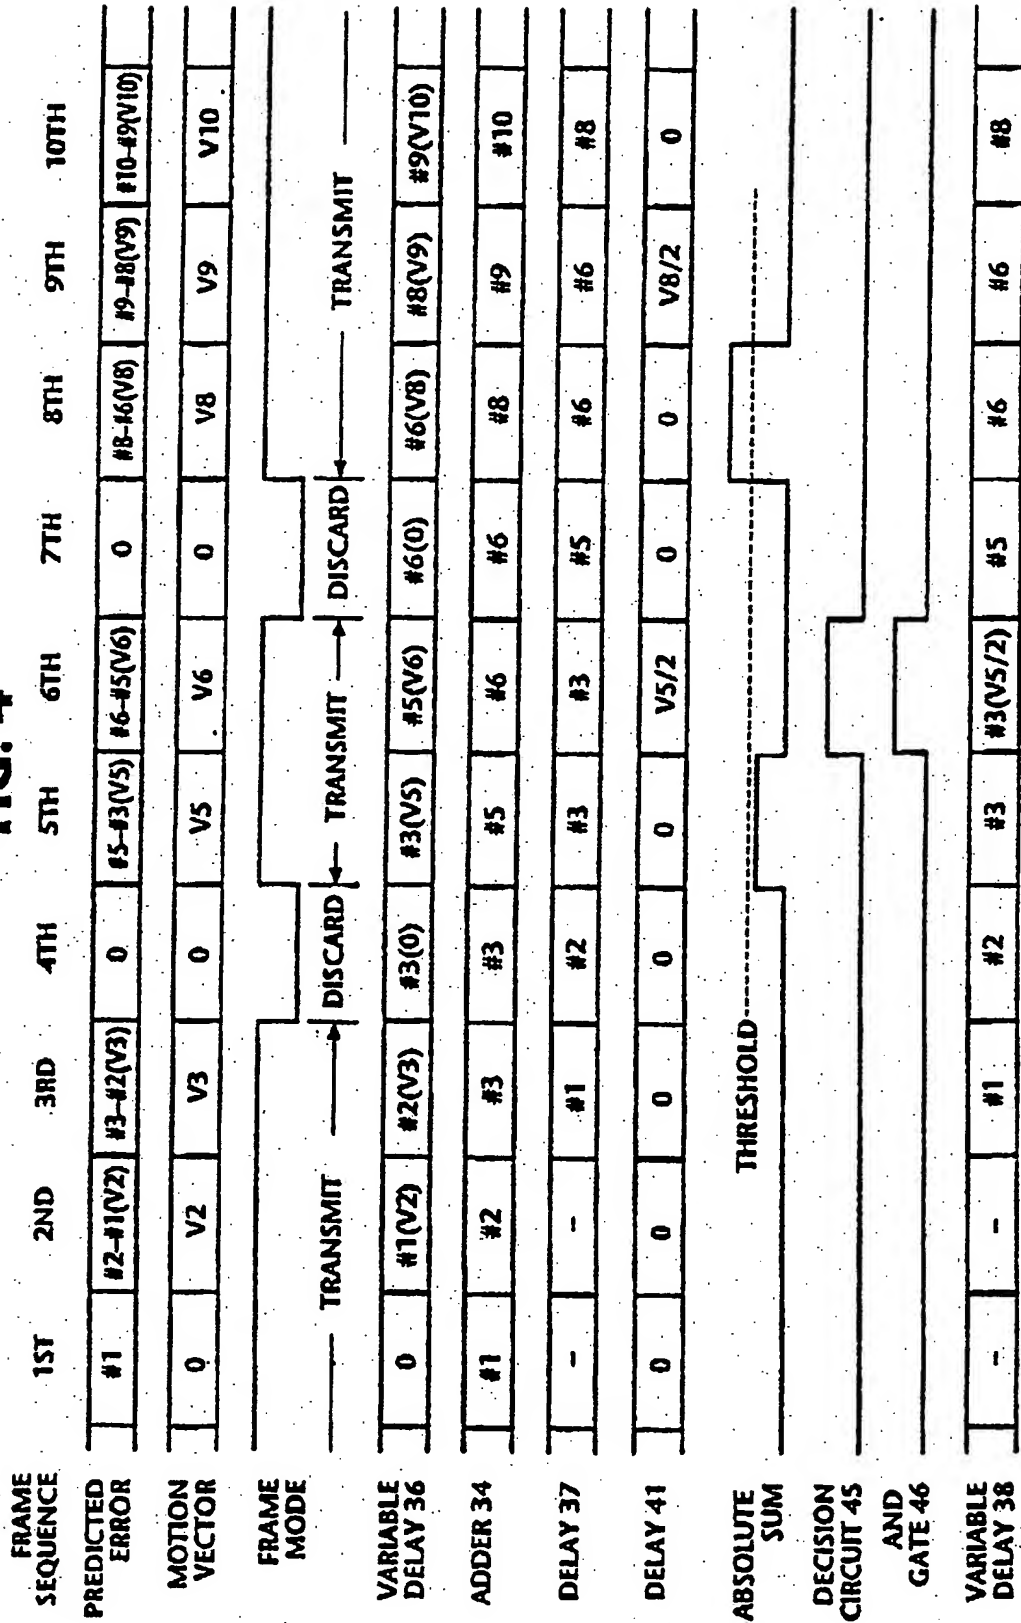 FIG. 4
FRAME SEQUENCE 1ST 2ND 3RD 4TH 5TH 6TH 7TH 8TH 9TH 10TH
PREDICTED ERROR #1 #2–#1(V2) #3–#2(V3) 0 #5–#3(V5) #6–#5(V6) 0 #8–#6(V8) #9–#8(V9) #10–#9(V10)
MOTION VECTOR 0 V2 V3 0 V5 V6 0 V8 V9 V10
FRAME MODE
TRANSMIT DISCARD TRANSMIT DISCARD TRANSMIT
VARIABLE DELAY 36 0 #1(V2) #2(V3) #3(0) #3(V5) #5(V6) #6(0) #6(V8) #8(V9) #9(V10)
ADDER 34 #1 #2 #3 #3 #5 #6 #6 #8 #9 #10
DELAY 37 – – #1 #2 #3 #3 #5 #6 #6 #8
DELAY 41 0 0 0 0 0 V5/2 0 0 V8/2 0
THRESHOLD
ABSOLUTE SUM
DECISION CIRCUIT 45
AND GATE 46
VARIABLE DELAY 38 – – #1 #2 #3 #3(V5/2) #5 #6 #6 #8